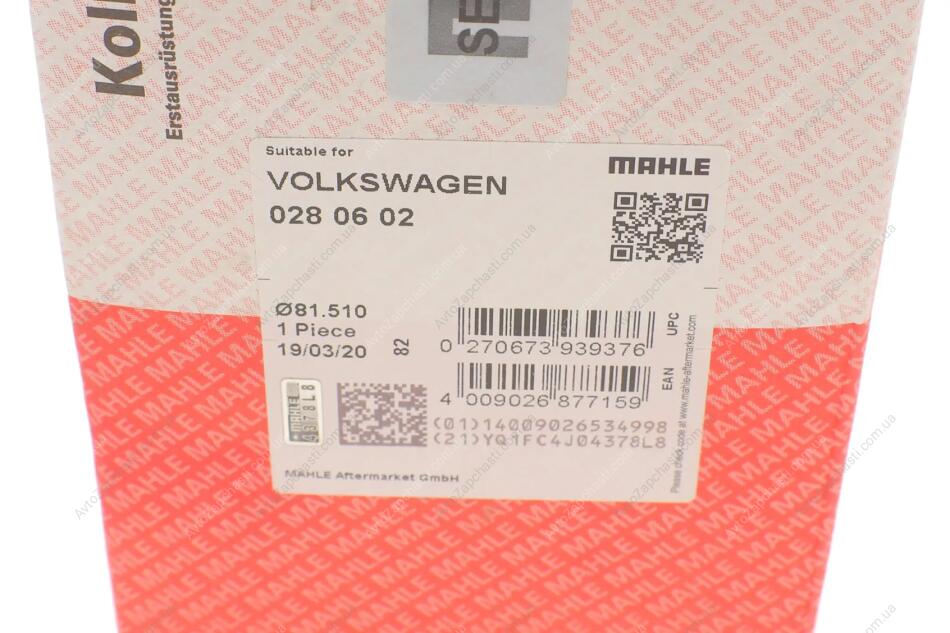 Erstausrüstung
Suitable for
MAHLE
VOLKSWAGEN
028 06 02
Ø81.510
1 Piece
19/03/20
82
0 270673 939376
UPC
4 009026 877159
EAN
MAHLE
4378L8
(01)14009026534998
(21)YQ1FC4J04378L8
MAHLE Aftermarket GmbH
Please check code at www.mahle-aftermarket.com